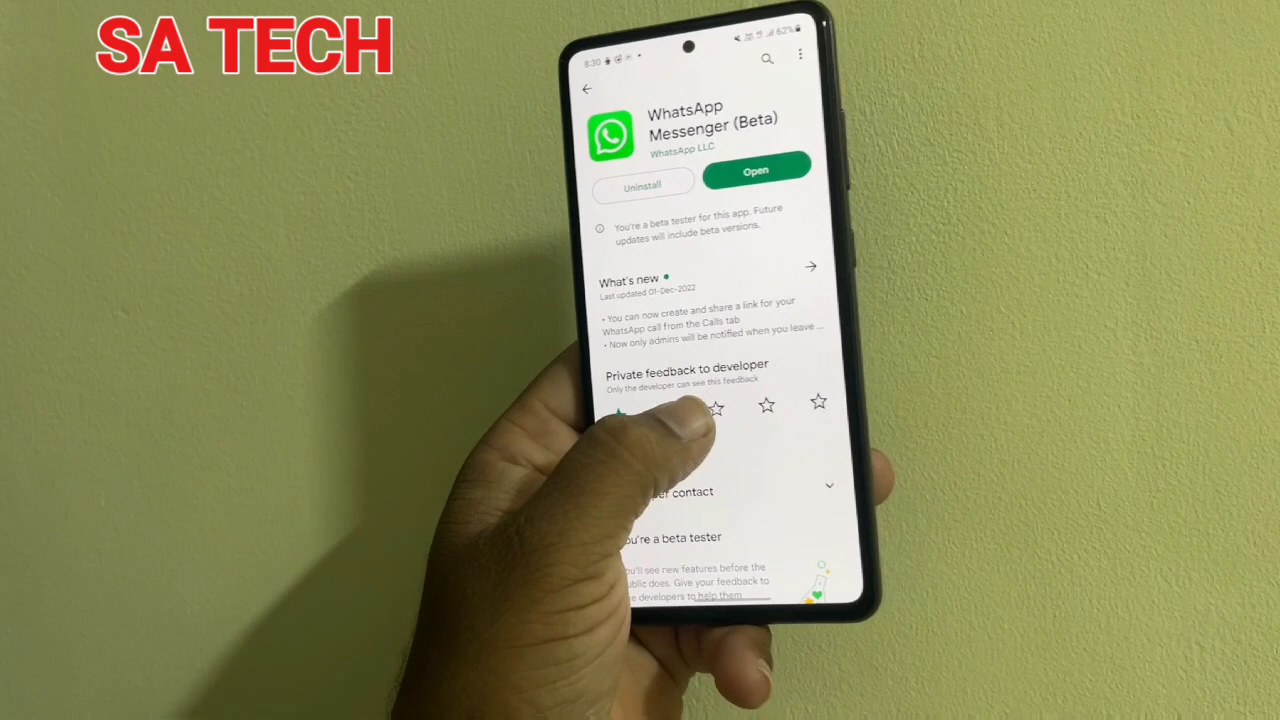 SA TECH
8:30
62%
WhatsApp
Messenger (Beta)
WhatsApp LLC
Uninstall
Open
You're a beta tester for this app. Future
updates will include beta versions.
What's new
Last updated 01-Dec-2022
• You can now create and share a link for your
WhatsApp call from the Calls tab
• Now only admins will be notified when you leave ...
Private feedback to developer
Only the developer can see this feedback
contact
a beta tester
see new features before the
does. Give your feedback to
developers to help them